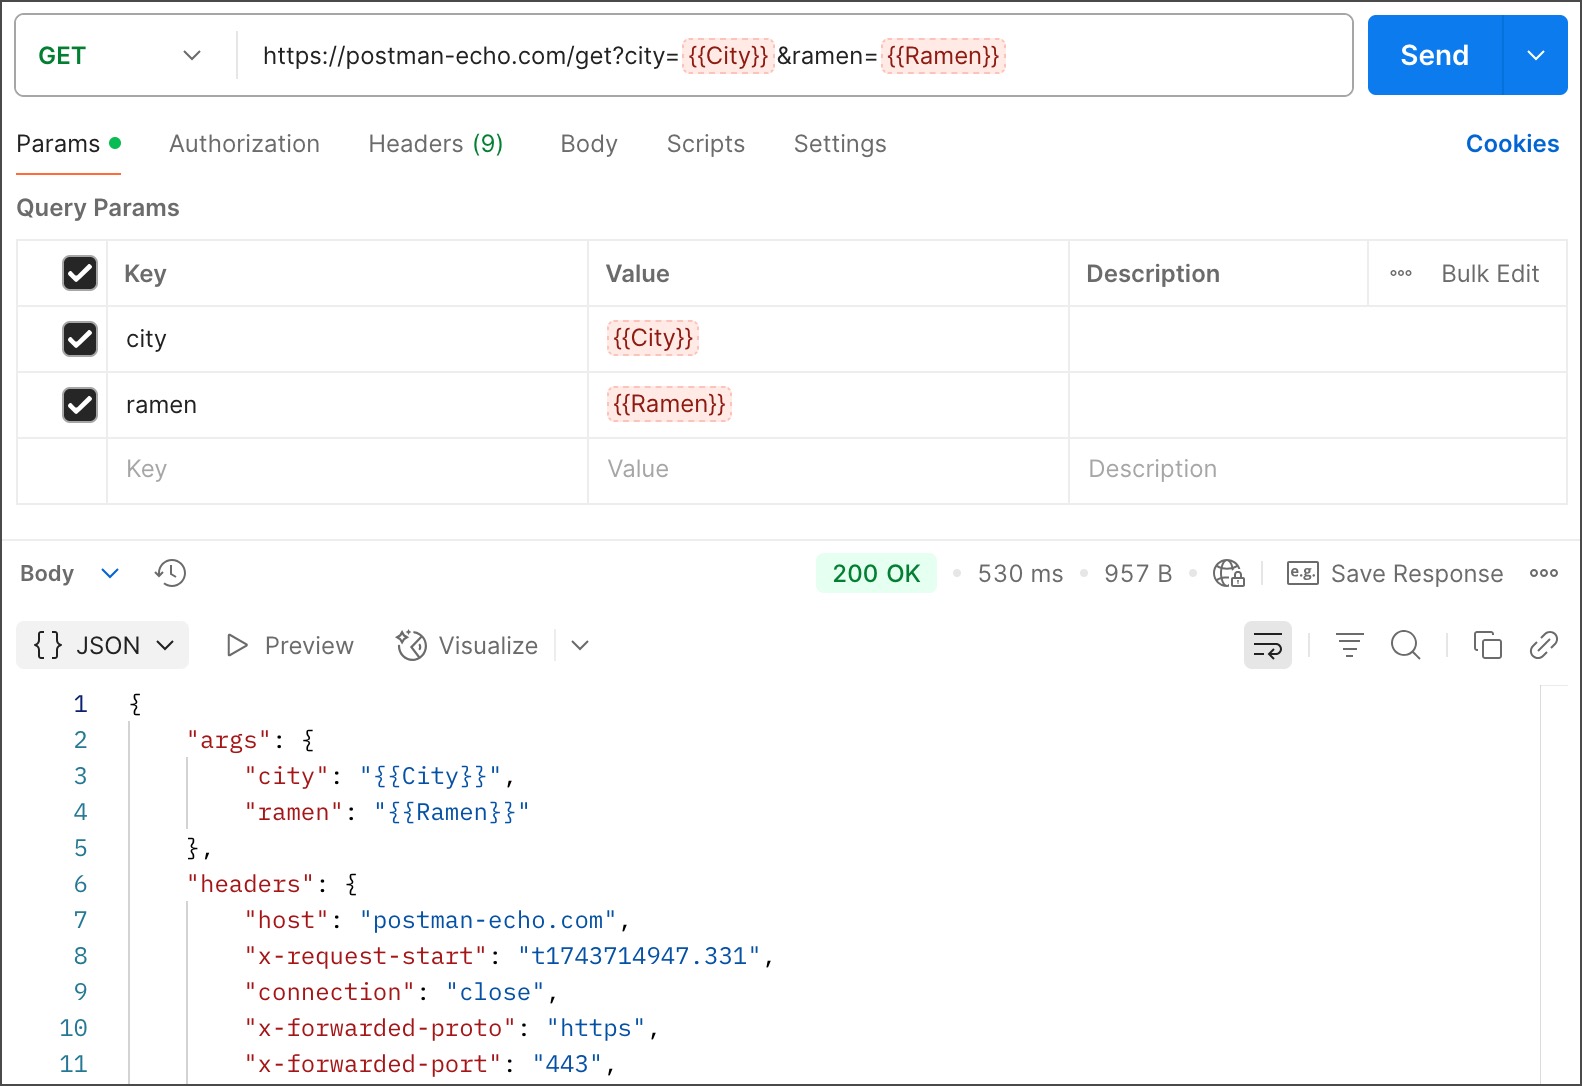 GET https://postman-echo.com/get?city={{City}}&ramen={{Ramen}} Send
Params Authorization Headers (9) Body Scripts Settings Cookies
Query Params
Key Value Description Bulk Edit
city {{City}}
ramen {{Ramen}}
Key Value Description
Body 200 OK 530 ms 957 B e.g. Save Response
{} JSON Preview Visualize
1 {
2 "args": {
3 "city": "{{City}}",
4 "ramen": "{{Ramen}}"
5 },
6 "headers": {
7 "host": "postman-echo.com",
8 "x-request-start": "t1743714947.331",
9 "connection": "close",
10 "x-forwarded-proto": "https",
11 "x-forwarded-port": "443",